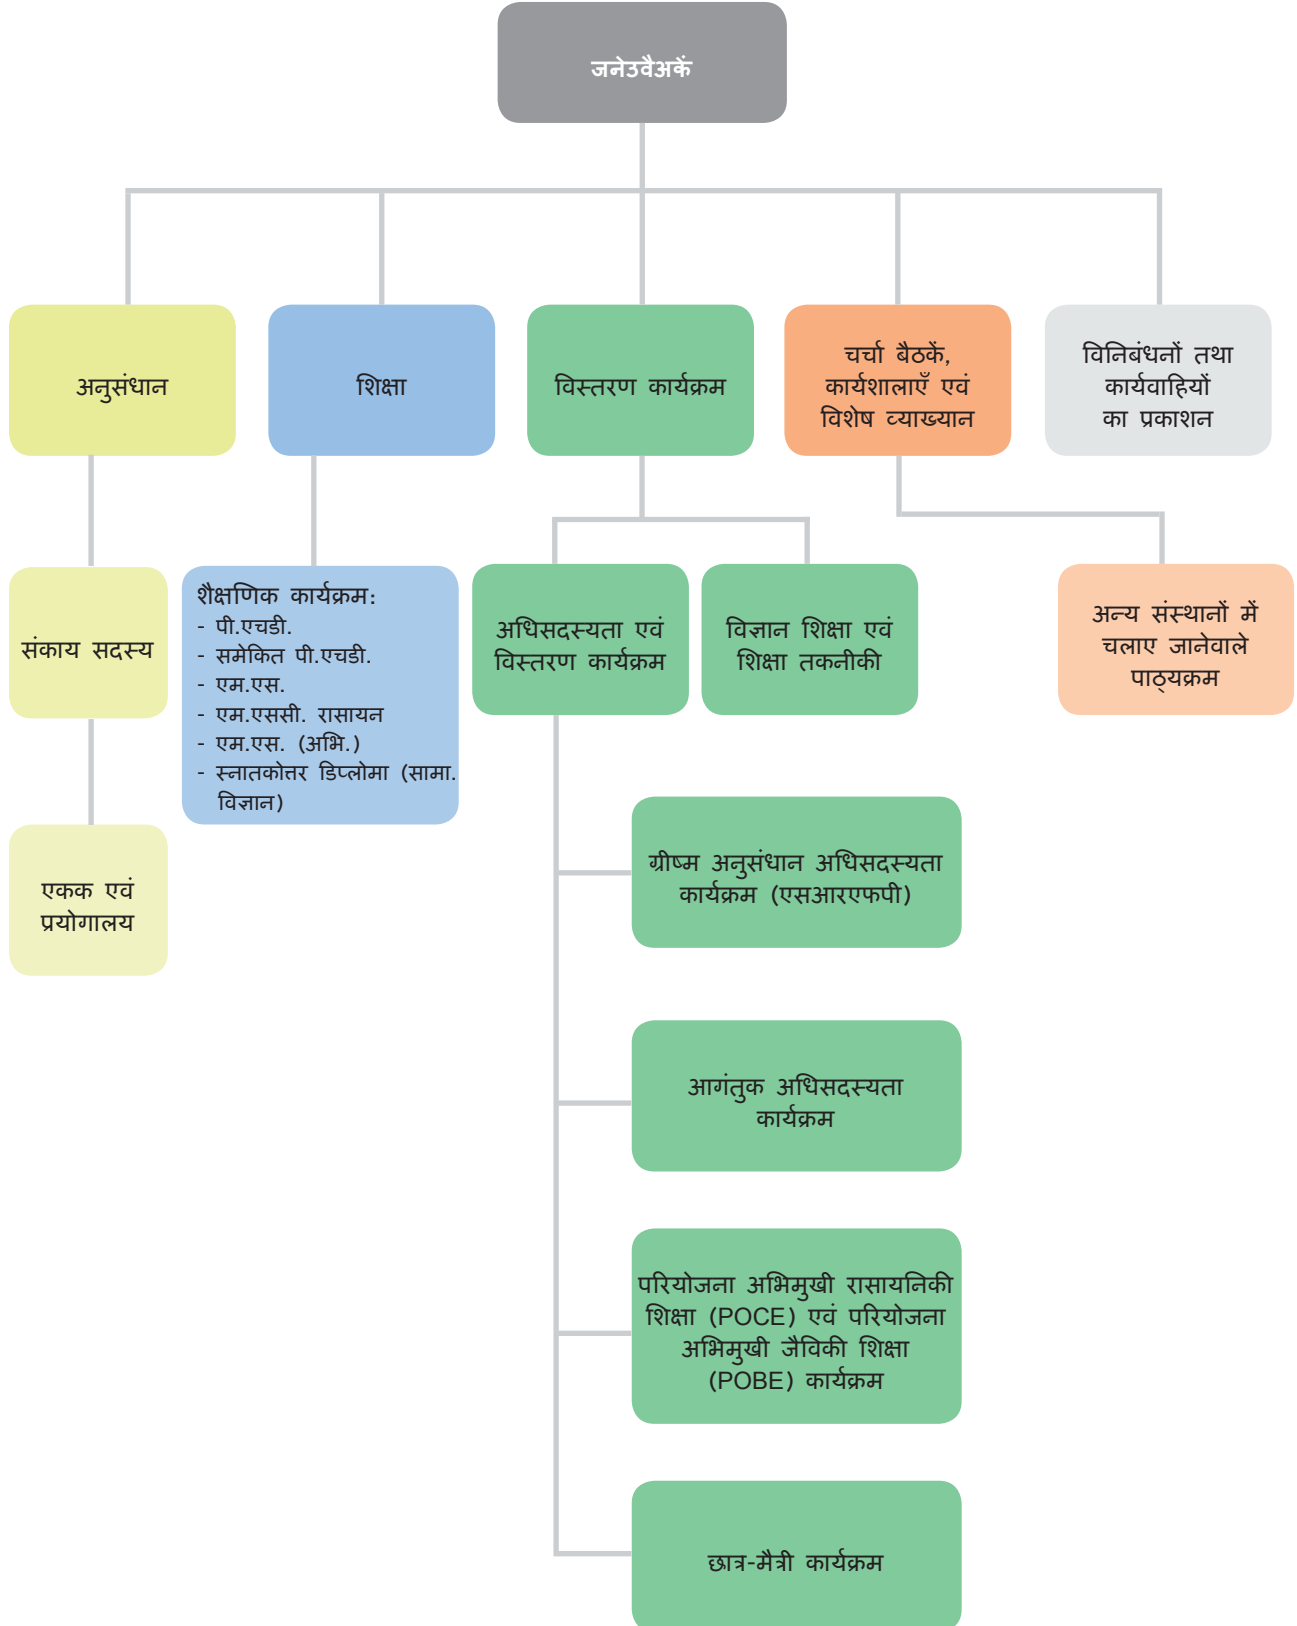 जनेउवैअकें
अनुसंधान
शिक्षा
विस्तरण कार्यक्रम
चर्चा बैठकें,
कार्यशालाएँ एवं
विशेष व्याख्यान
विनिबंधनों तथा
कार्यवाहियों
का प्रकाशन
संकाय सदस्य
शैक्षणिक कार्यक्रम:
- पी.एचडी.
- समेकित पी.एचडी.
- एम.एस.
- एम.एससी. रासायन
- एम.एस. (अभि.)
- स्नातकोत्तर डिप्लोमा (सामा.
विज्ञान)
अधिसदस्यता एवं
विस्तरण कार्यक्रम
विज्ञान शिक्षा एवं
शिक्षा तकनीकी
अन्य संस्थानों में
चलाए जानेवाले
पाठ्यक्रम
एकक एवं
प्रयोगालय
ग्रीष्म अनुसंधान अधिसदस्यता
कार्यक्रम (एसआरएफपी)
आगंतुक अधिसदस्यता
कार्यक्रम
परियोजना अभिमुखी रासायनिकी
शिक्षा (POCE) एवं परियोजना
अभिमुखी जैविकी शिक्षा
(POBE) कार्यक्रम
छात्र-मैत्री कार्यक्रम